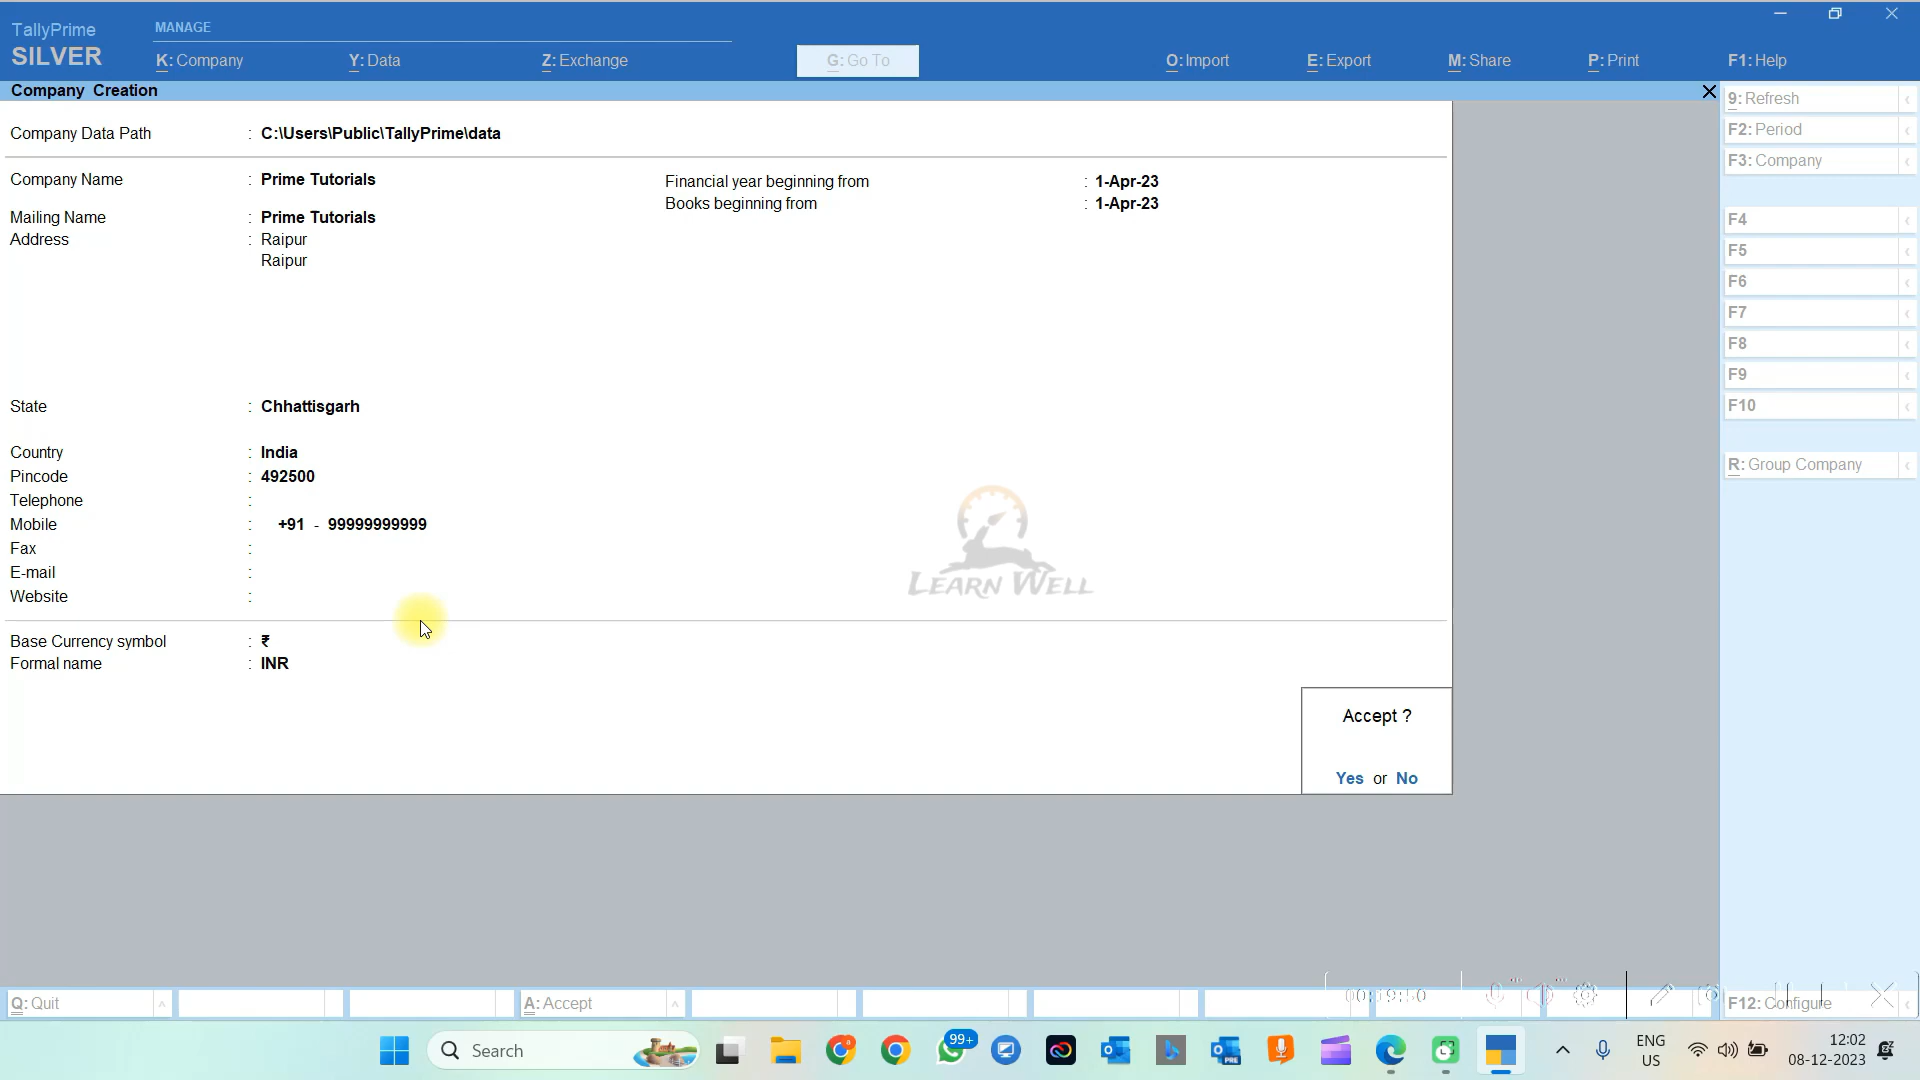 TallyPrime
SILVER
MANAGE
K: Company
Y: Data
Z: Exchange
G: Go To
O: Import
E: Export
M: Share
P: Print
F1: Help
Company Creation
9: Refresh
F2: Period
F3: Company
F4
F5
F6
F7
F8
F9
F10
R: Group Company
F12: Configure
Company Data Path : C:\Users\Public\TallyPrime\data
Company Name : Prime Tutorials
Financial year beginning from : 1-Apr-23
Books beginning from : 1-Apr-23
Mailing Name : Prime Tutorials
Address : Raipur
Raipur
State : Chhattisgarh
Country : India
Pincode : 492500
Telephone :
Mobile : +91 - 99999999999
Fax :
E-mail :
Website :
LEARN WELL
Base Currency symbol : ₹
Formal name : INR
Accept ?
Yes or No
Q: Quit
A: Accept
Search
99+
PRE
ENG
US
12:02
08-12-2023